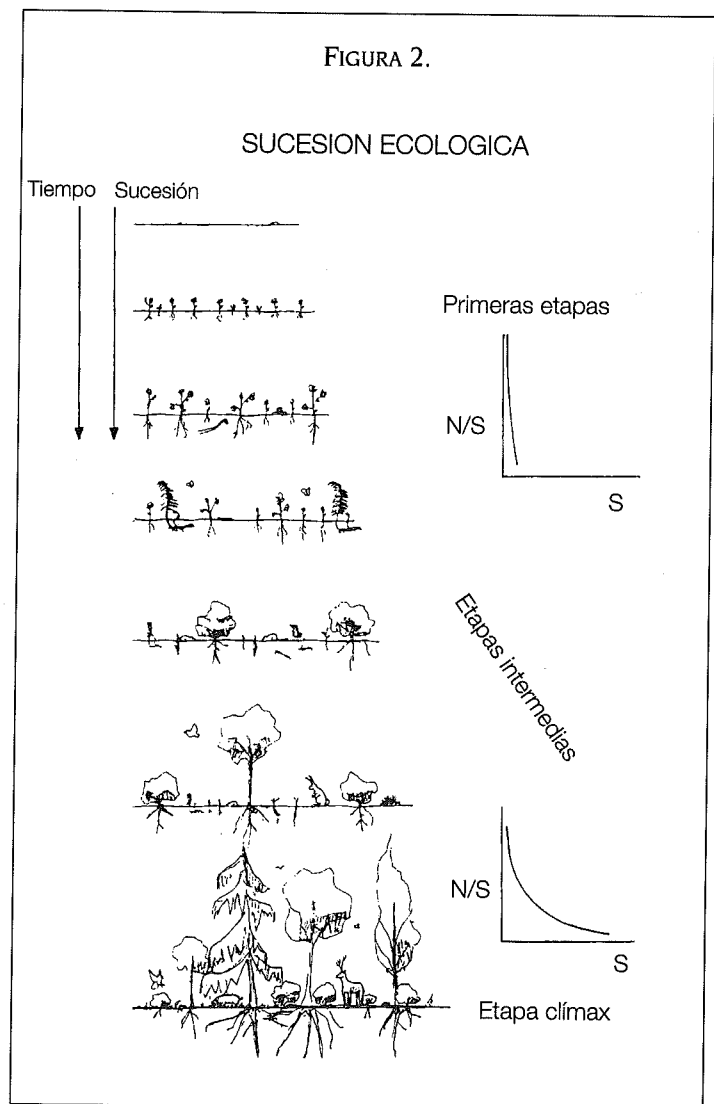 FIGURA 2.
SUCESION ECOLOGICA
Tiempo Sucesión
Primeras etapas
N/S
S
Etapas intermedias
N/S
S
Etapa clímax